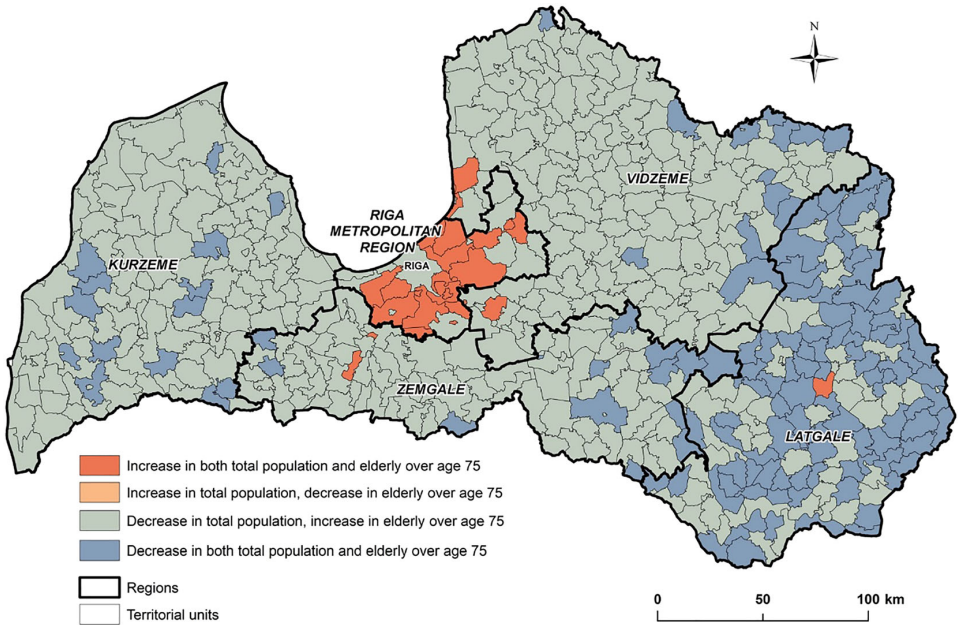 N
VIDZEME
RIGA
METROPOLITAN
REGION
RIGA
KURZEME
ZEMGALE
LATGALE
Increase in both total population and elderly over age 75
Increase in total population, decrease in elderly over age 75
Decrease in total population, increase in elderly over age 75
Decrease in both total population and elderly over age 75
Regions
Territorial units
0 50 100 km